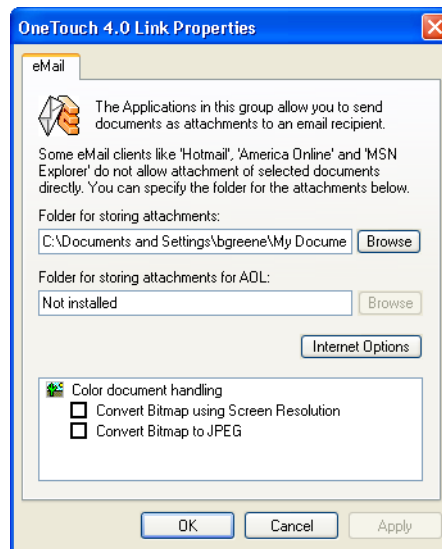 OneTouch 4.0 Link Properties
eMail
The Applications in this group allow you to send
documents as attachments to an email recipient.
Some eMail clients like 'Hotmail', 'America Online' and 'MSN
Explorer' do not allow attachment of selected documents
directly. You can specify the folder for the attachments below.
Folder for storing attachments:
C:\Documents and Settings\bgreene\My Docume
Browse
Folder for storing attachments for AOL:
Not installed
Browse
Internet Options
Color document handling
Convert Bitmap using Screen Resolution
Convert Bitmap to JPEG
OK
Cancel
Apply